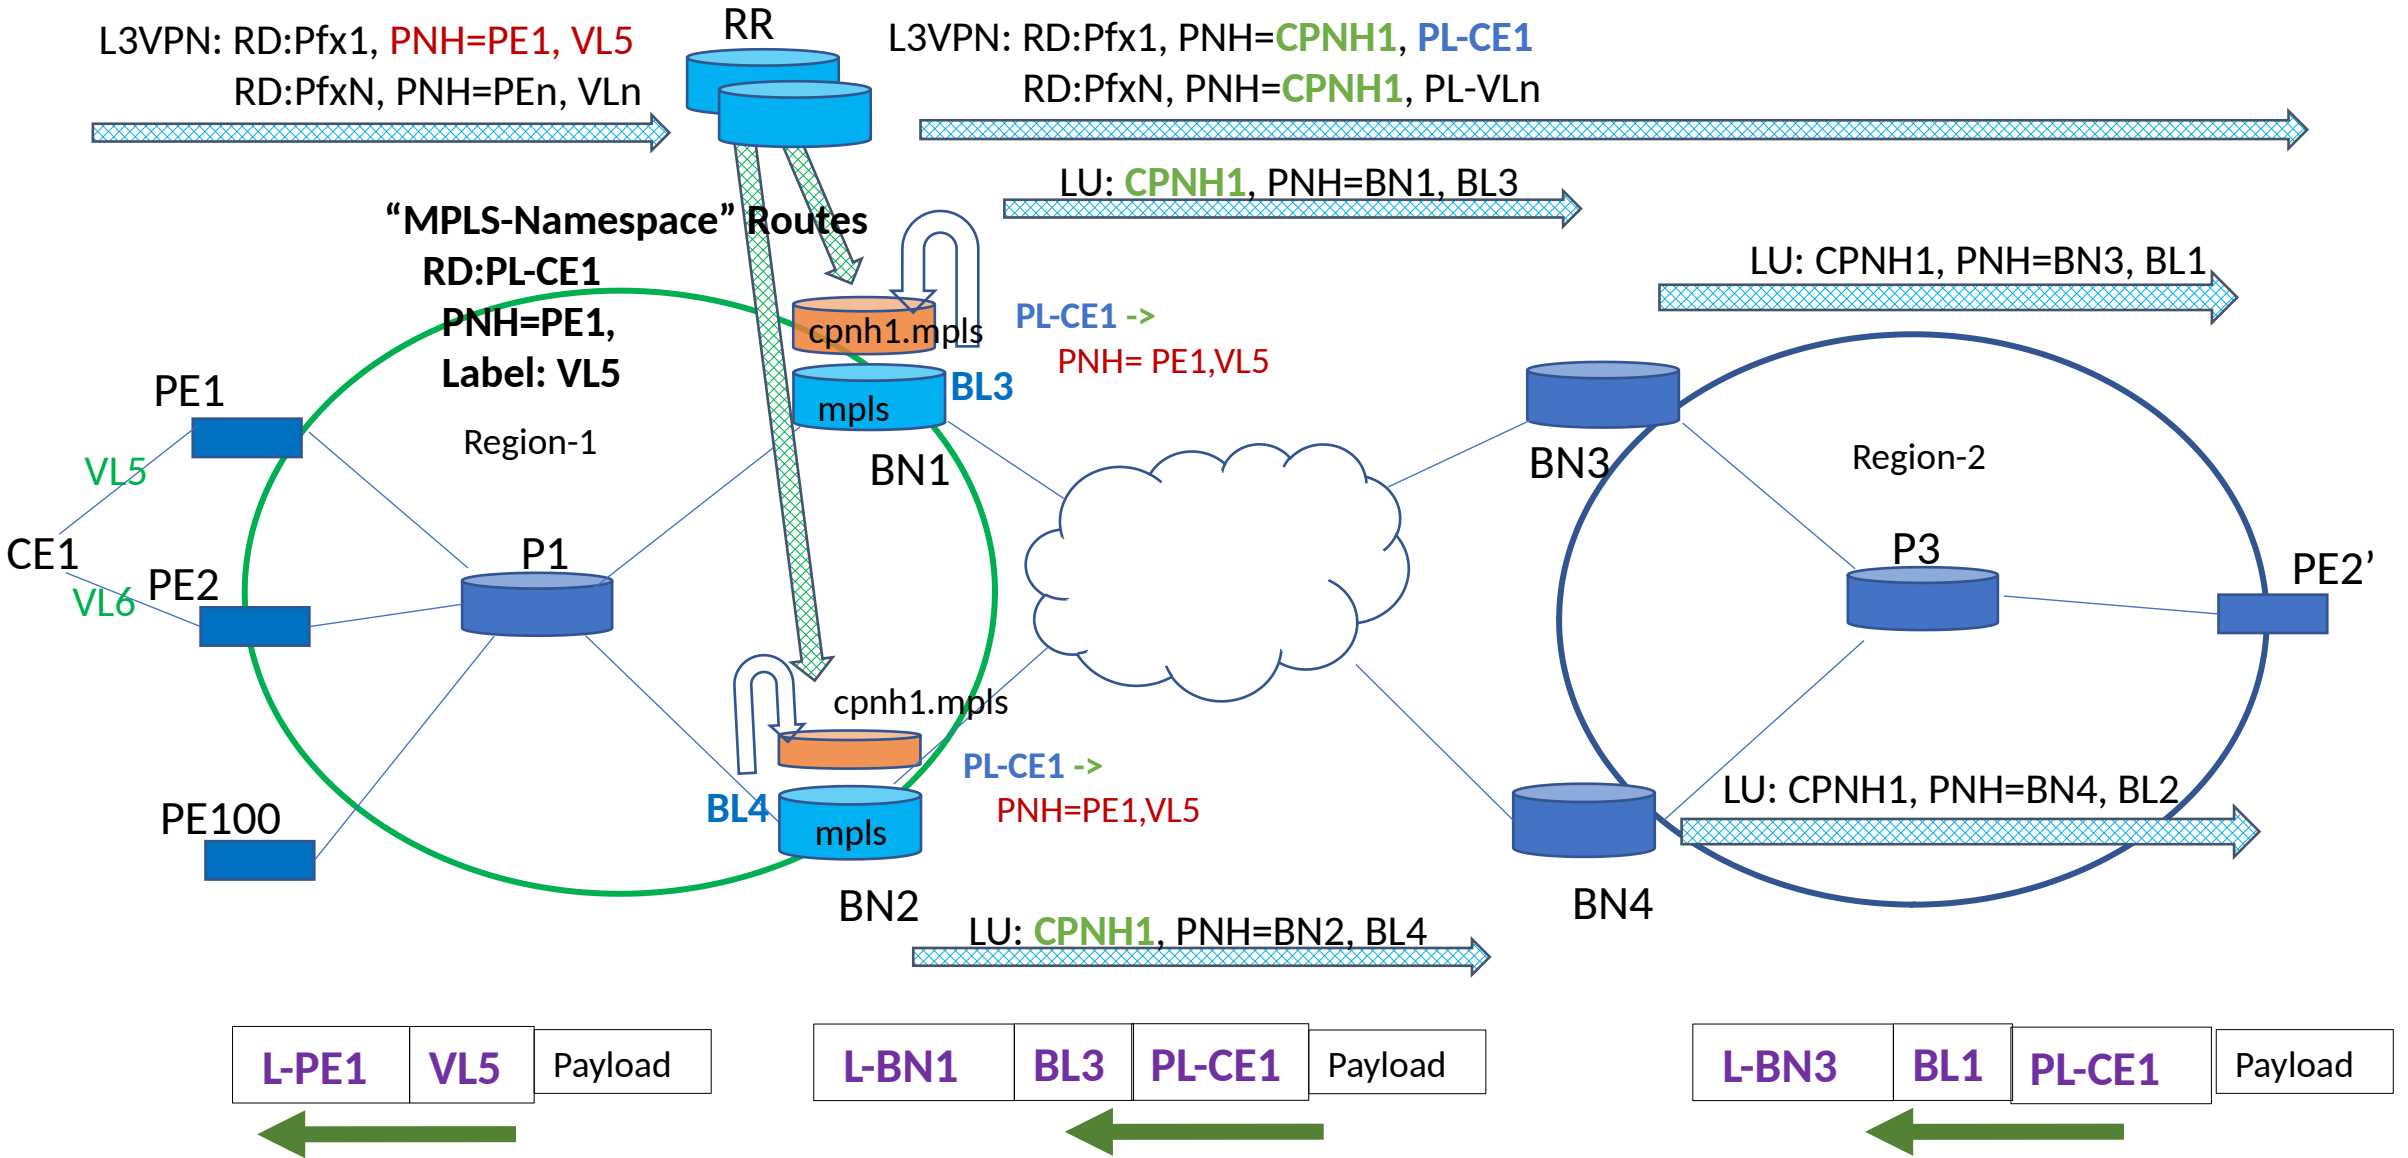 RR
L3VPN: RD:Pfx1, PNH=PE1, VL5
RD:PfxN, PNH=PEn, VLn
L3VPN: RD:Pfx1, PNH=CPNH1, PL-CE1
RD:PfxN, PNH=CPNH1, PL-VLn
LU: CPNH1, PNH=BN1, BL3
“MPLS-Namespace” Routes
RD:PL-CE1
PNH=PE1,
Label: VL5
LU: CPNH1, PNH=BN3, BL1
cpnh1.mpls
PL-CE1 ->
PNH= PE1,VL5
BL3
mpls
BN1
PE1
Region-1
VL5
CE1
PE2
VL6
P1
PE100
BN3
Region-2
P3
PE2’
cpnh1.mpls
PL-CE1 ->
PNH=PE1,VL5
BL4
mpls
BN2
LU: CPNH1, PNH=BN4, BL2
BN4
LU: CPNH1, PNH=BN2, BL4
L-PE1 VL5 Payload
L-BN1 BL3 PL-CE1 Payload
L-BN3 BL1 PL-CE1 Payload